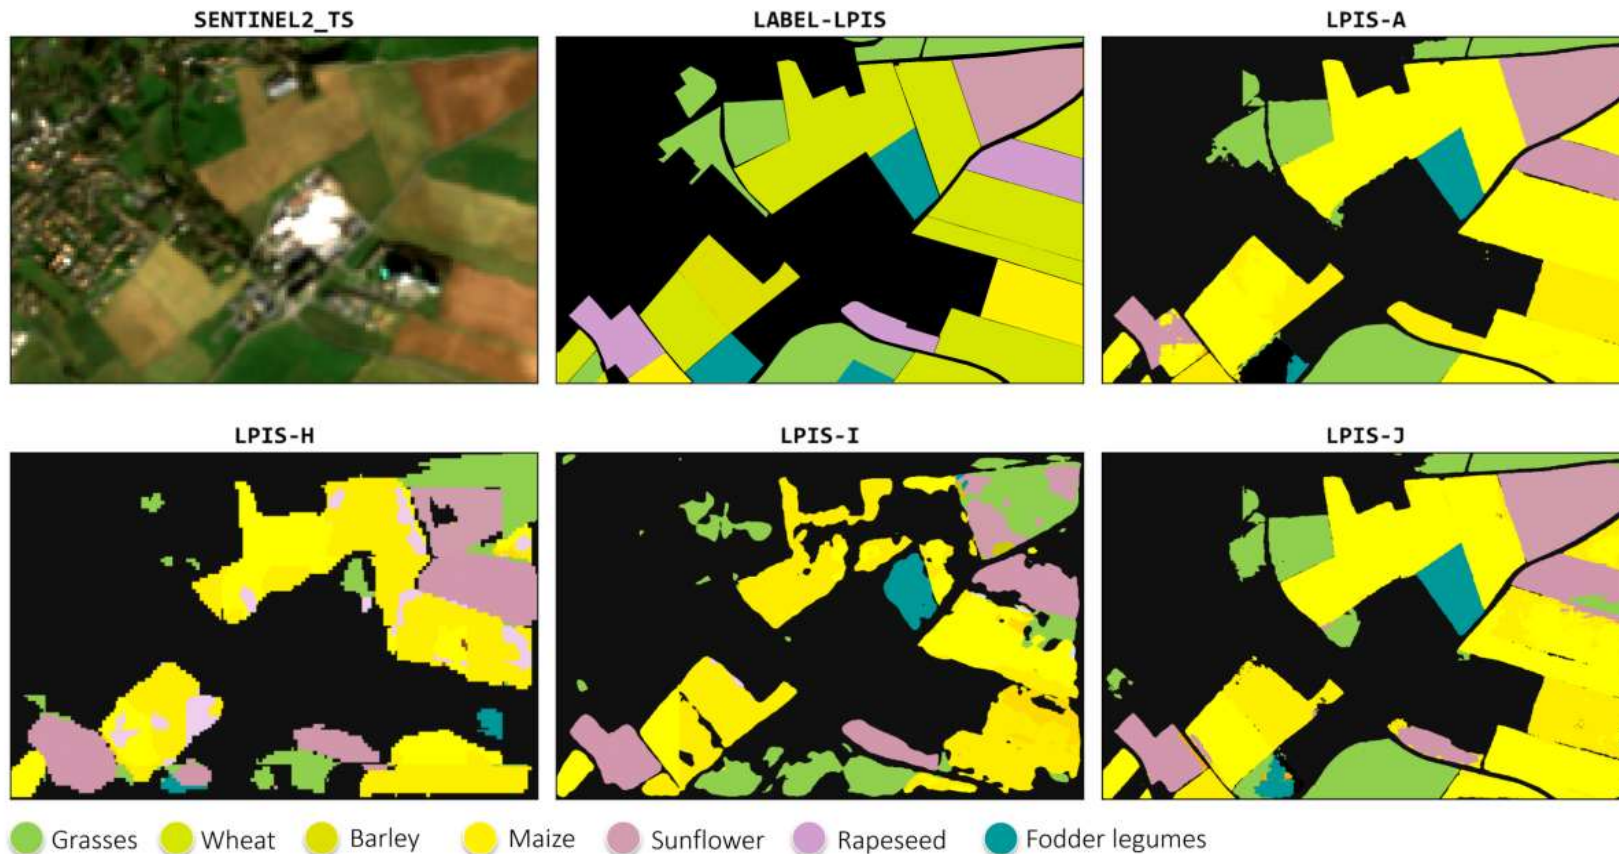 SENTINEL2_TS
LABEL-LPIS
LPIS-A
LPIS-H
LPIS-I
LPIS-J
Grasses
Wheat
Barley
Maize
Sunflower
Rapeseed
Fodder legumes